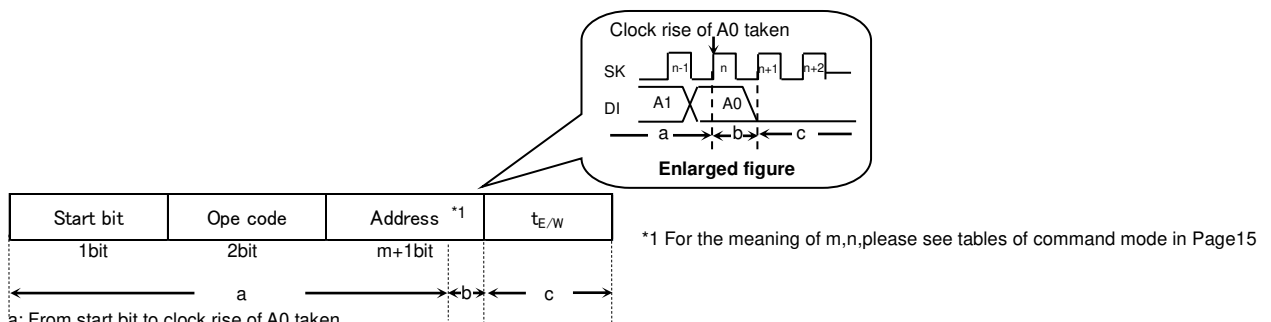 Clock rise of A0 taken
SK n-1 n n+1 n+2
DI A1 A0
a b c
Enlarged figure
Start bit Ope code Address *1 tE/W
1bit 2bit m+1bit
*1 For the meaning of m,n,please see tables of command mode in Page15
a b c
a: From start bit to clock rise of A0 taken